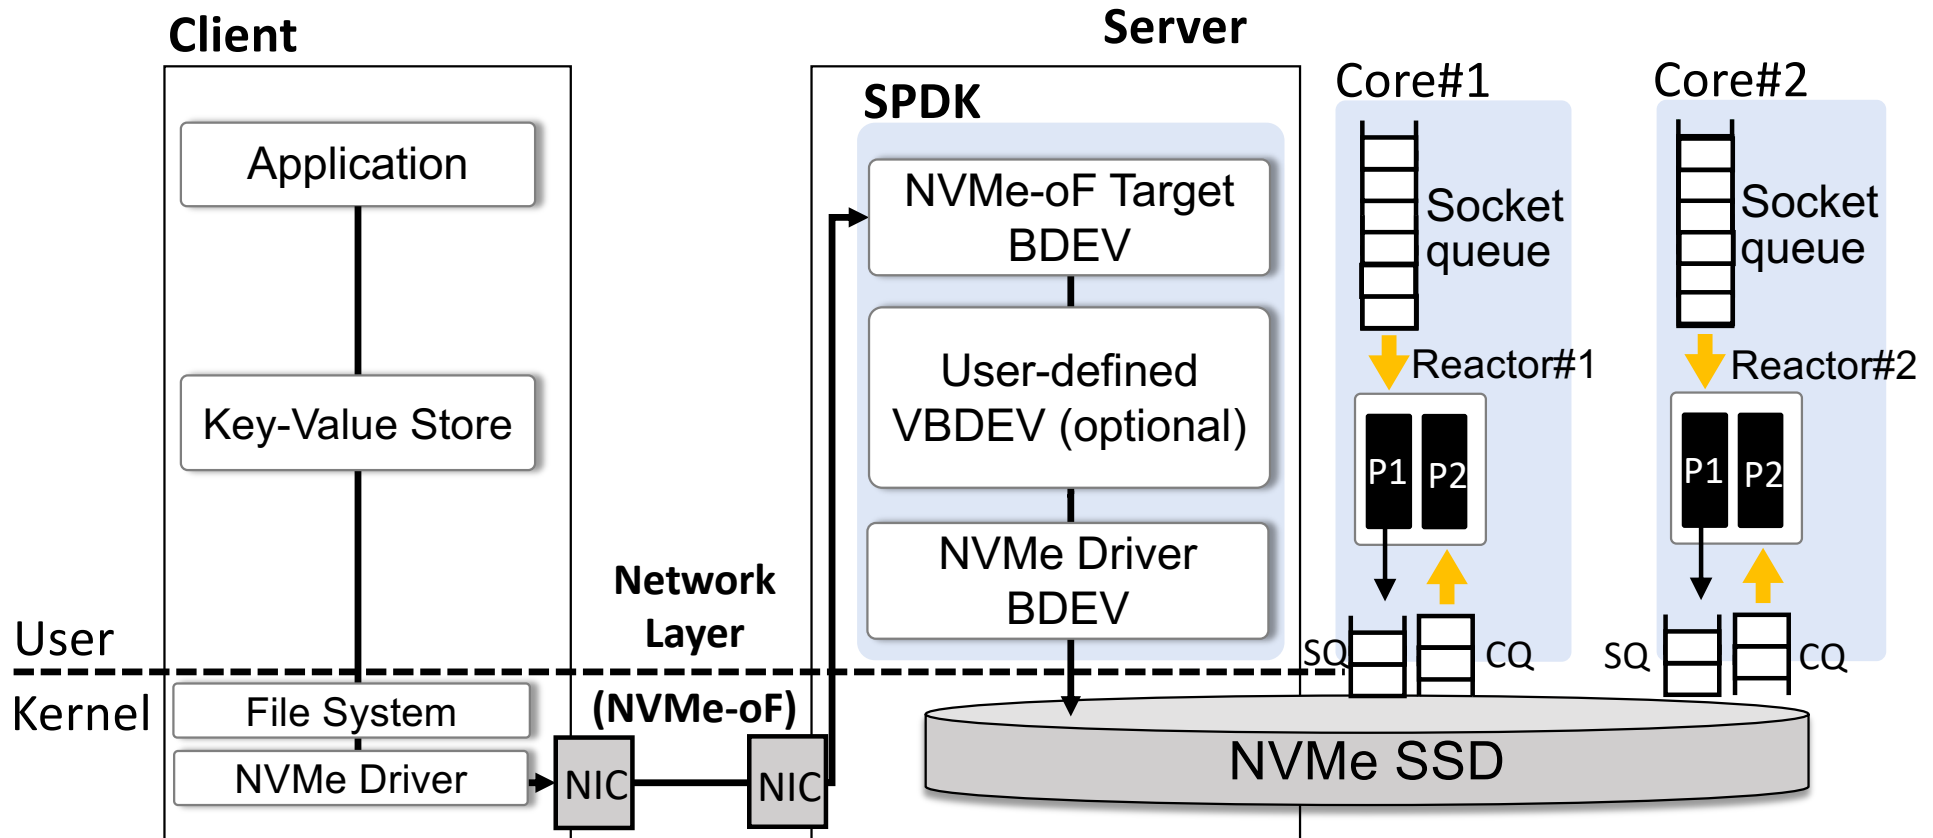 Client
Application
Key-Value Store
User
Kernel
File System
NVMe Driver
NIC
Network
Layer
(NVMe-oF)
NIC
Server
SPDK
NVMe-oF Target
BDEV
User-defined
VBDEV (optional)
NVMe Driver
BDEV
NVMe SSD
Core#1
Socket
queue
Reactor#1
P1 P2
SQ CQ
Core#2
Socket
queue
Reactor#2
P1 P2
SQ CQ